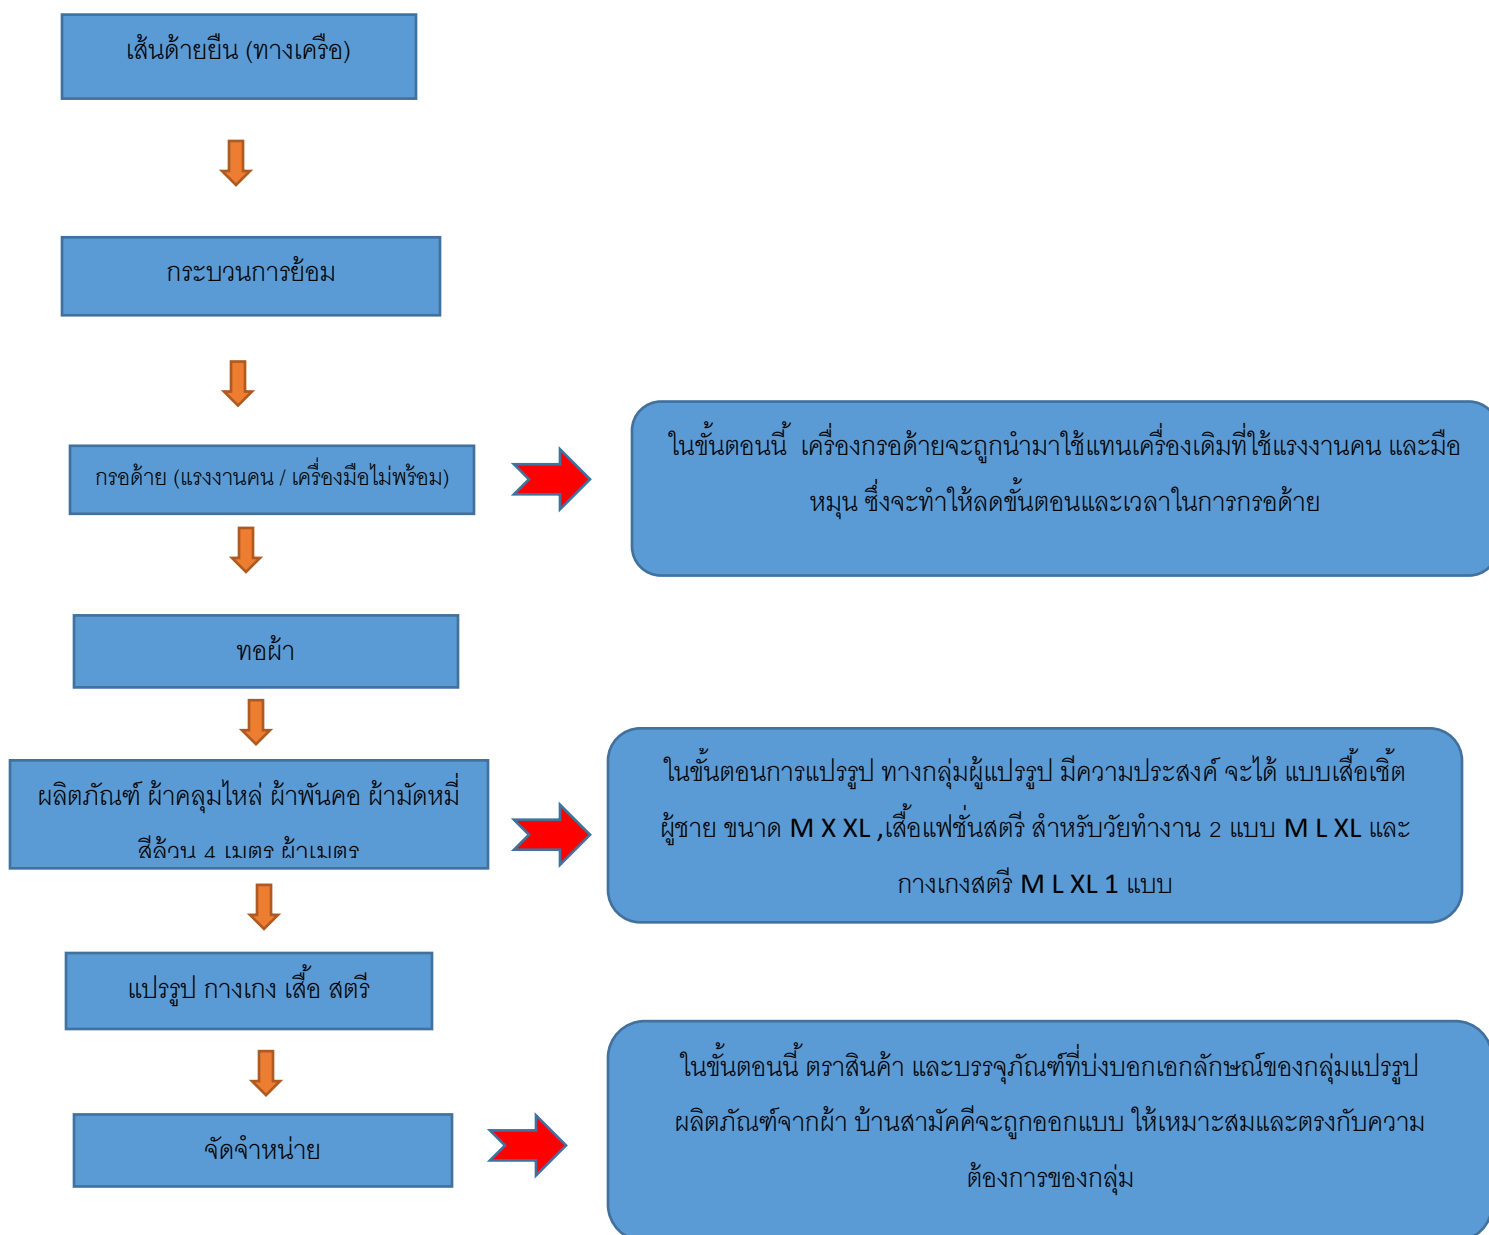 เส้นด้ายยืน (ทางเครือ)
กระบวนการย้อม
กรอด้าย (แรงงานคน / เครื่องมือไม่พร้อม)
ในขั้นตอนนี้ เครื่องกรอด้ายจะถูกนำมาใช้แทนเครื่องเดิมที่ใช้แรงงานคน และมือ
หมุน ซึ่งจะทำให้ลดขั้นตอนและเวลาในการกรอด้าย
ทอผ้า
ผลิตภัณฑ์ ผ้าคลุมไหล่ ผ้าพันคอ ผ้ามัดหมี่
สีล้วน 4 เมตร ผ้าเมตร
ในขั้นตอนการแปรรูป ทางกลุ่มผู้แปรรูป มีความประสงค์ จะได้ แบบเสื้อเชิ้ต
ผู้ชาย ขนาด M X XL ,เสื้อแฟชั่นสตรี สำหรับวัยทำงาน 2 แบบ M L XL และ
กางเกงสตรี M L XL 1 แบบ
แปรรูป กางเกง เสื้อ สตรี
จัดจำหน่าย
ในขั้นตอนนี้ ตราสินค้า และบรรจุภัณฑ์ที่บ่งบอกเอกลักษณ์ของกลุ่มแปรรูป
ผลิตภัณฑ์จากผ้า บ้านสามัคคีจะถูกออกแบบ ให้เหมาะสมและตรงกับความ
ต้องการของกลุ่ม